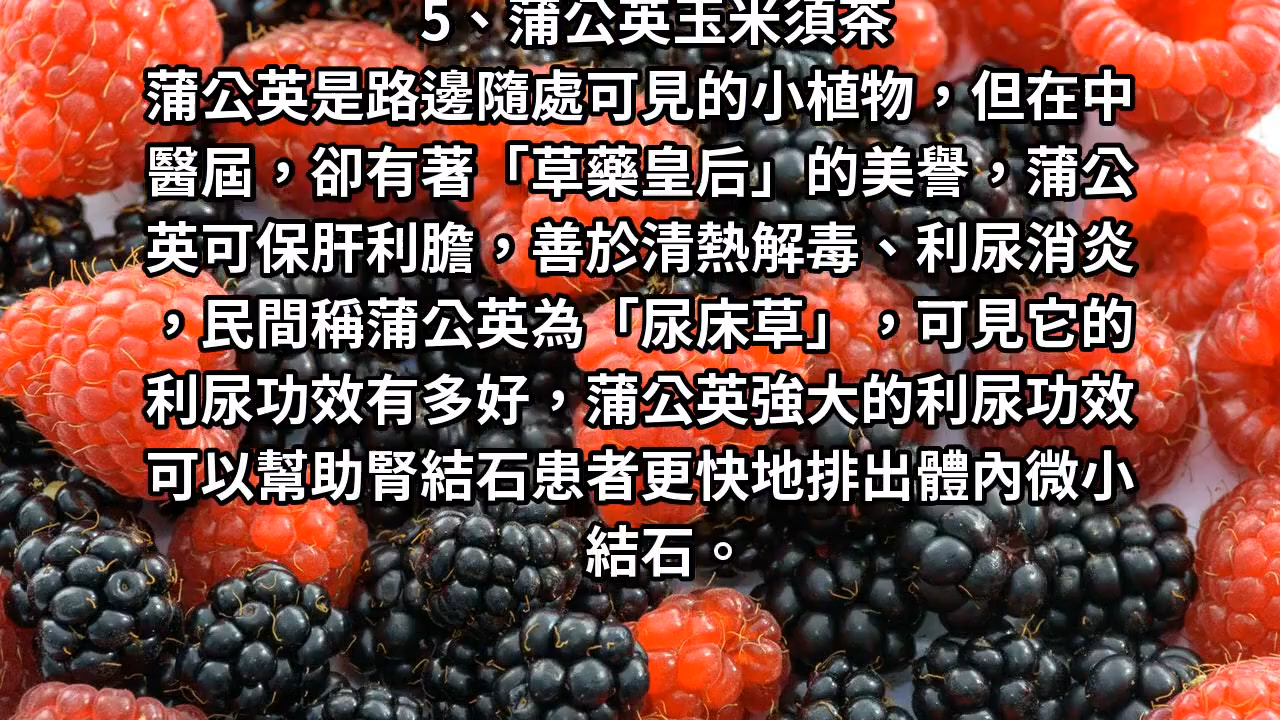 5、蒲公英玉米須茶
蒲公英是路邊隨處可見的小植物，但在中
醫屆，卻有著「草藥皇后」的美譽，蒲公
英可保肝利膽，善於清熱解毒、利尿消炎
，民間稱蒲公英為「尿床草」，可見它的
利尿功效有多好，蒲公英強大的利尿功效
可以幫助腎結石患者更快地排出體內微小
結石。